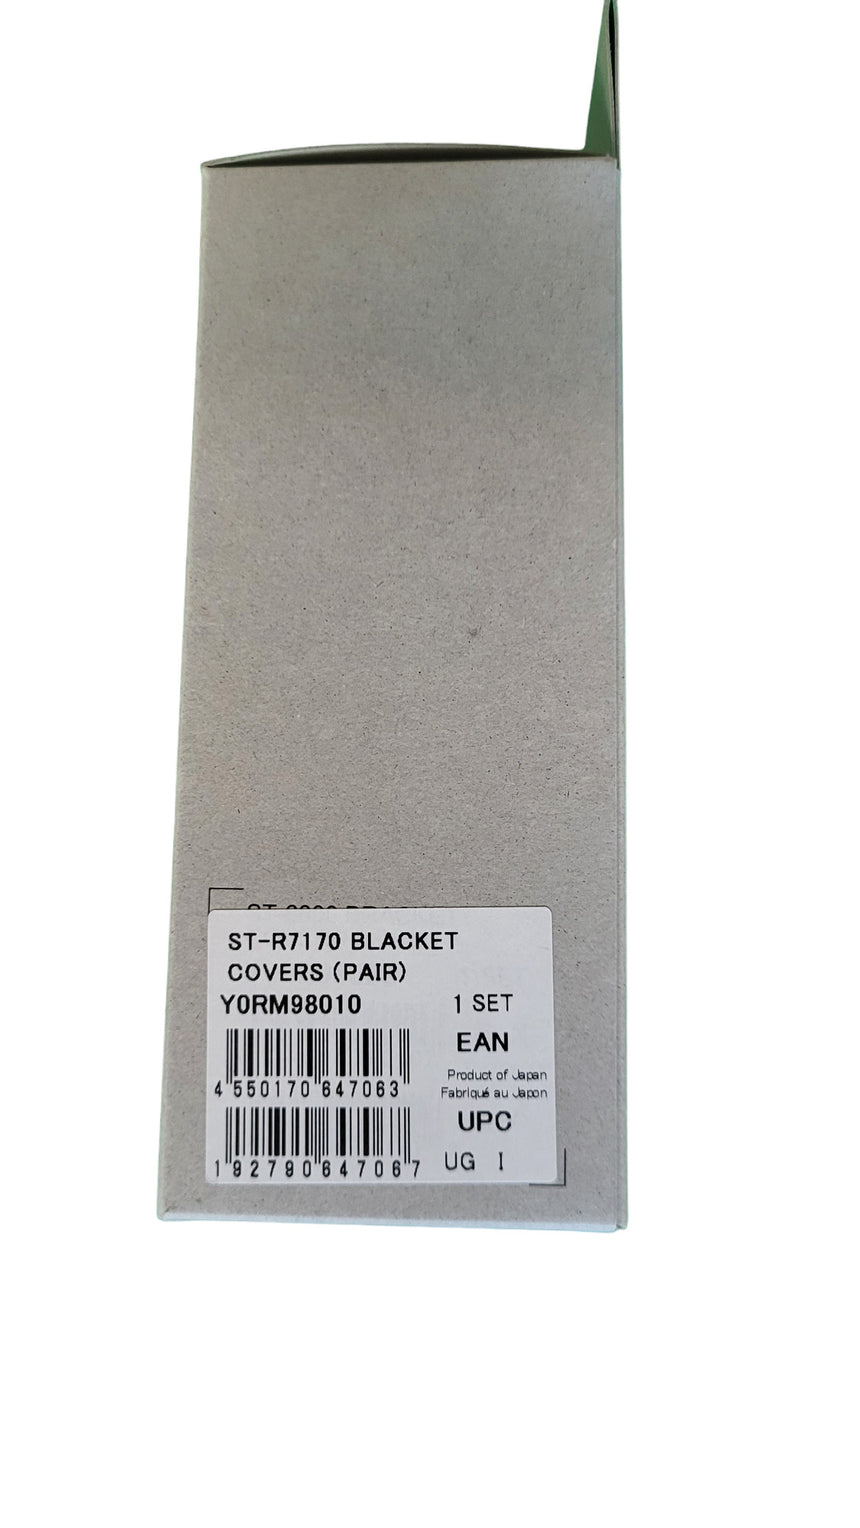 ST-R7170 BLACKET
COVERS (PAIR)
Y0RM98010 1 SET
EAN
Product of Japan
4 550170 647063 Fabriqué au Japon
UPC
1 92790 64706 7 UG I